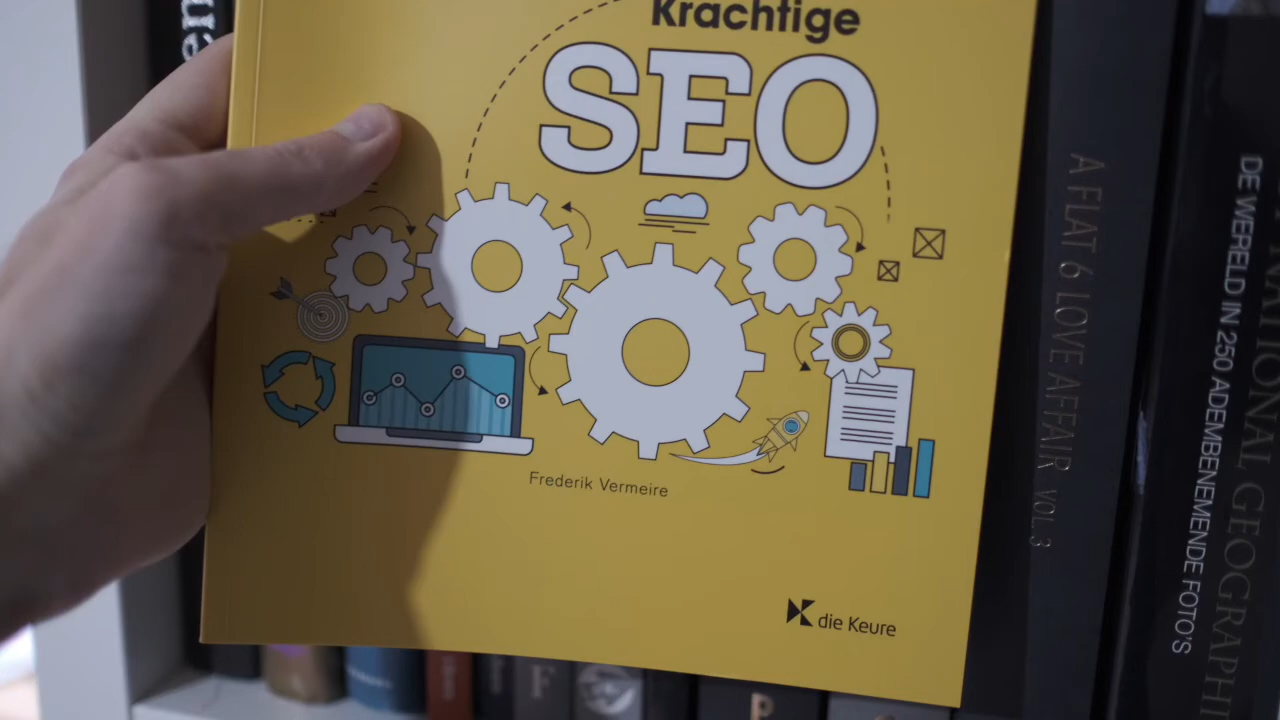 Krachtige
SEO
Frederik Vermeire
die Keure
A FLAT 6 LOVE AFFAIR VOL.3
DE WERELD IN 250 ADEMBENEMENDE FOTO'S
NATIONAL GEOGRAPHI